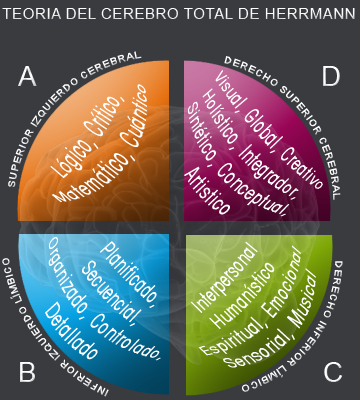 TEORIA DEL CEREBRO TOTAL DE HERRMANN
A
SUPERIOR IZQUIERDO CEREBRAL
Lógico, Crítico,
Matemático, Cuántico
D
DERECHO SUPERIOR CEREBRAL
Visual, Global, Creativo
Holístico, Integrador,
Sintético, Conceptual,
Artístico
B
INFERIOR IZQUIERDO LÍMBICO
Planificado,
Secuencial,
Organizado, Controlado,
Detallado
C
DERECHO INFERIOR LÍMBICO
Interpersonal
Humanístico
Espiritual, Emocional
Sensorial, Musical